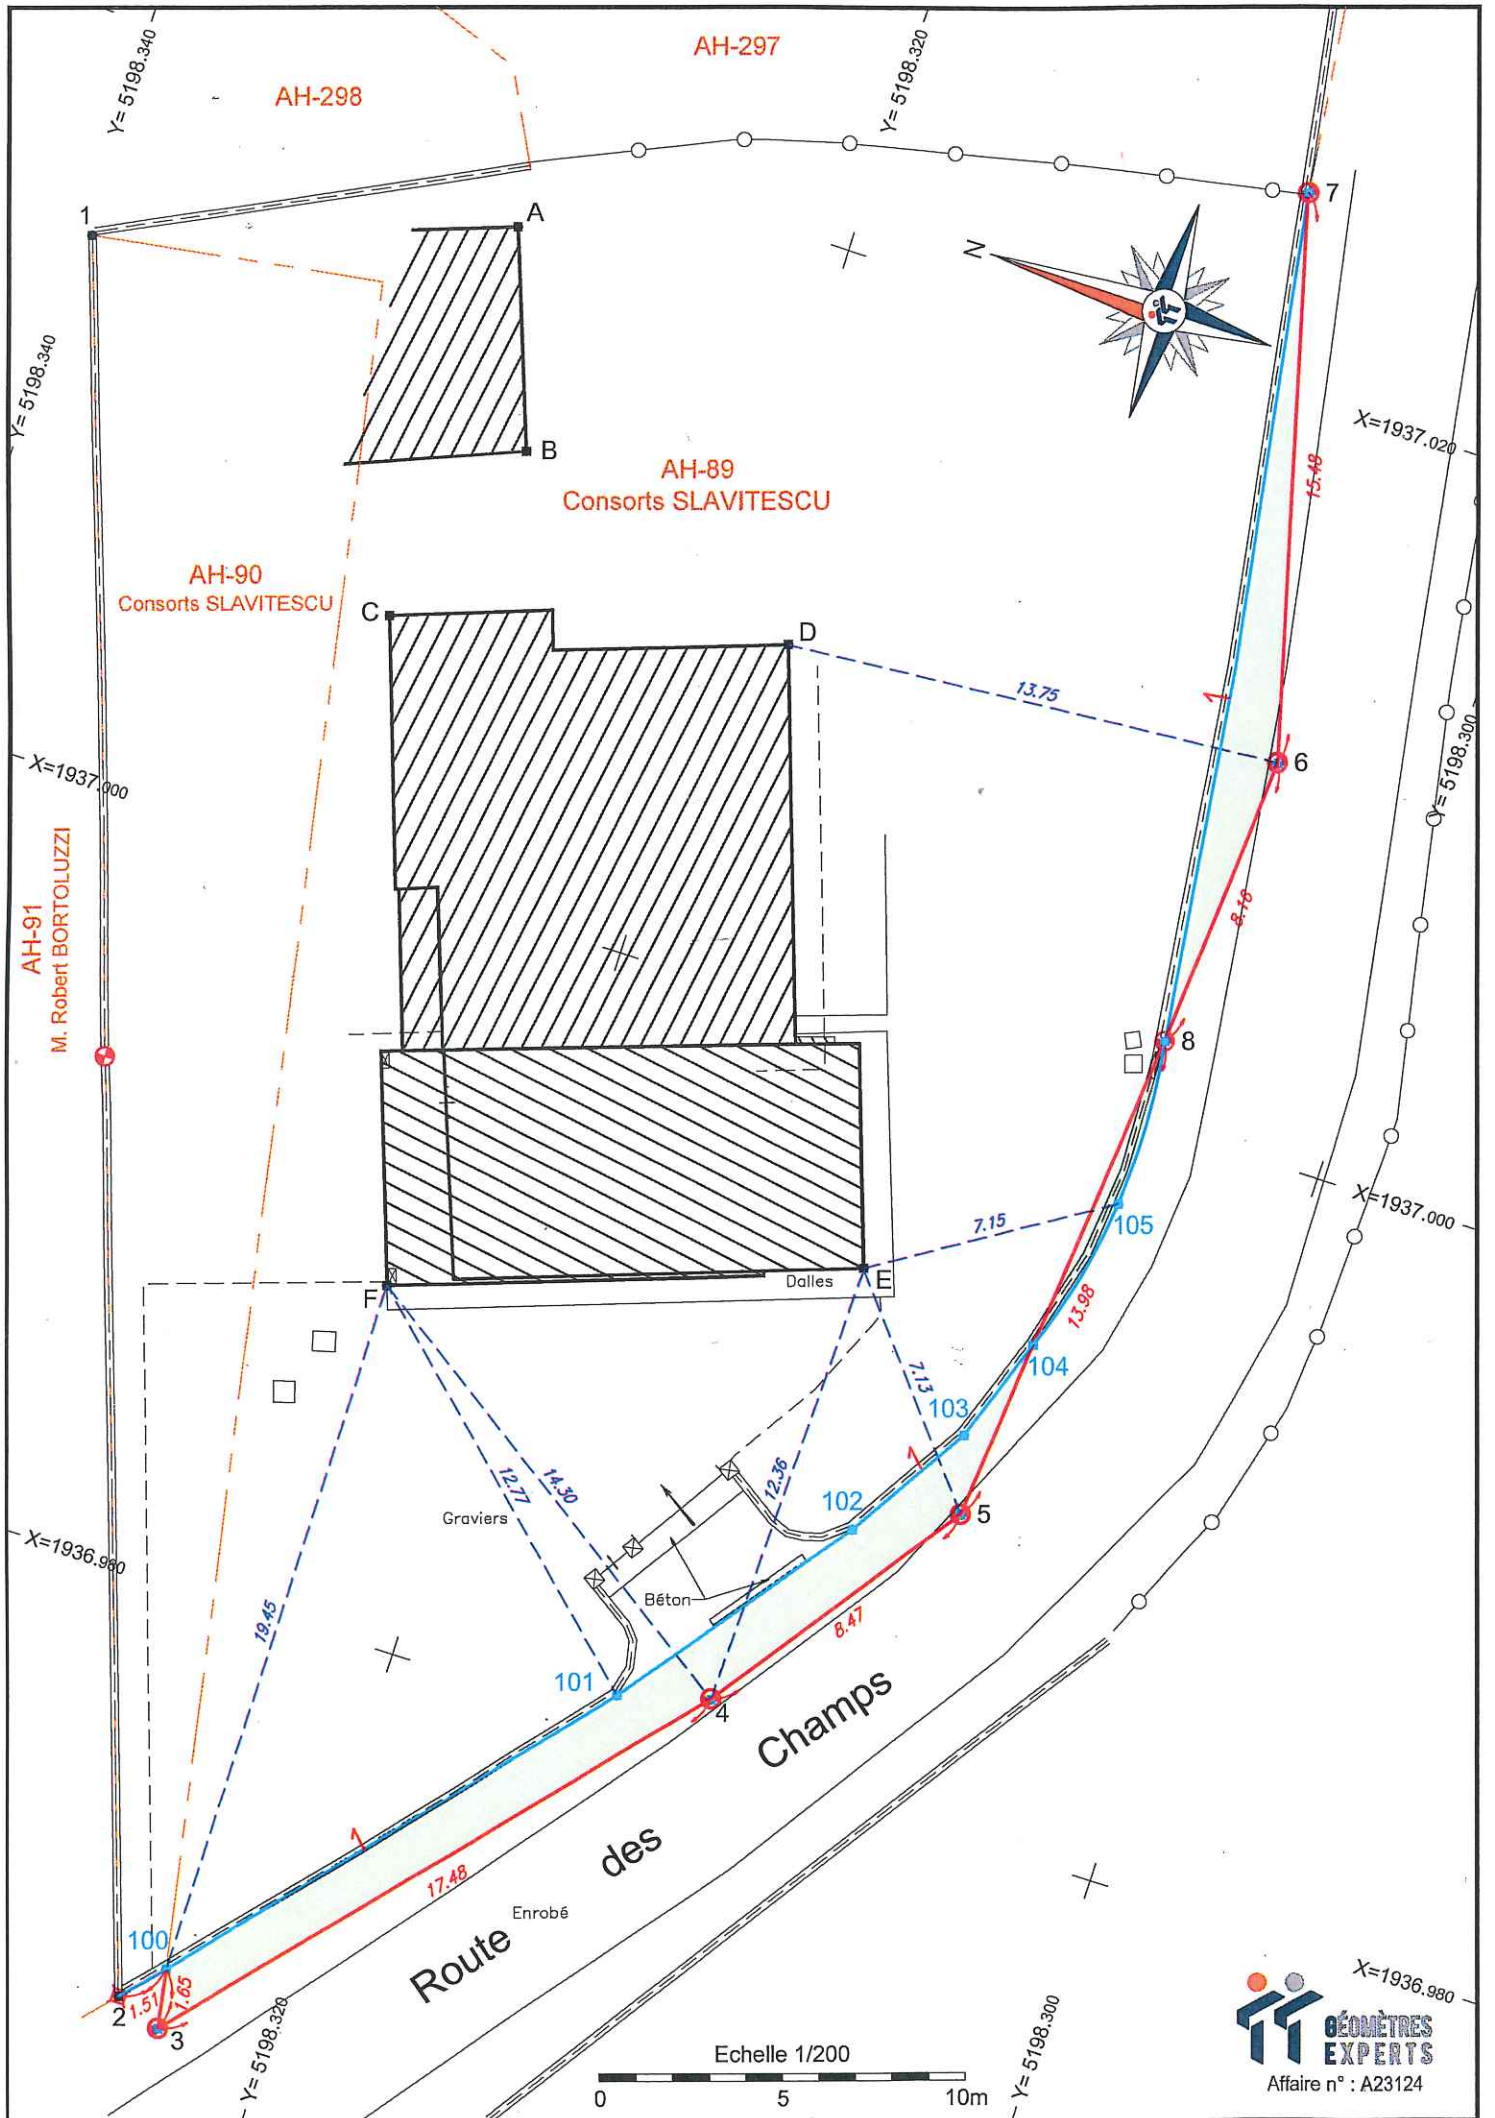 Y= 5198.340
AH-298
AH-297
Y= 5198.320
1
A
7
N
Y= 5198.340
B
X=1937.020
AH-89
Consorts SLAVITESCU
15.48
AH-90
Consorts SLAVITESCU
C
D
13.75
1
6
X=1937.000
Y= 5198.300
AH-91
M. Robert BORTOLUZZI
8.16
8
7.15
105
X=1937.000
E
Dalles
F
13.98
104
7.13
103
12.77
14.30
12.36
1
102
Graviers
5
X=1936.980
Béton
8.47
19.45
101
4
Route des Champs
1
17.48
Enrobé
100
1.51
1.65
2
3
X=1936.980
Y= 5198.320
Y= 5198.300
Echelle 1/200
0 5 10m
GÉOMÈTRES
EXPERTS
Affaire n° : A23124